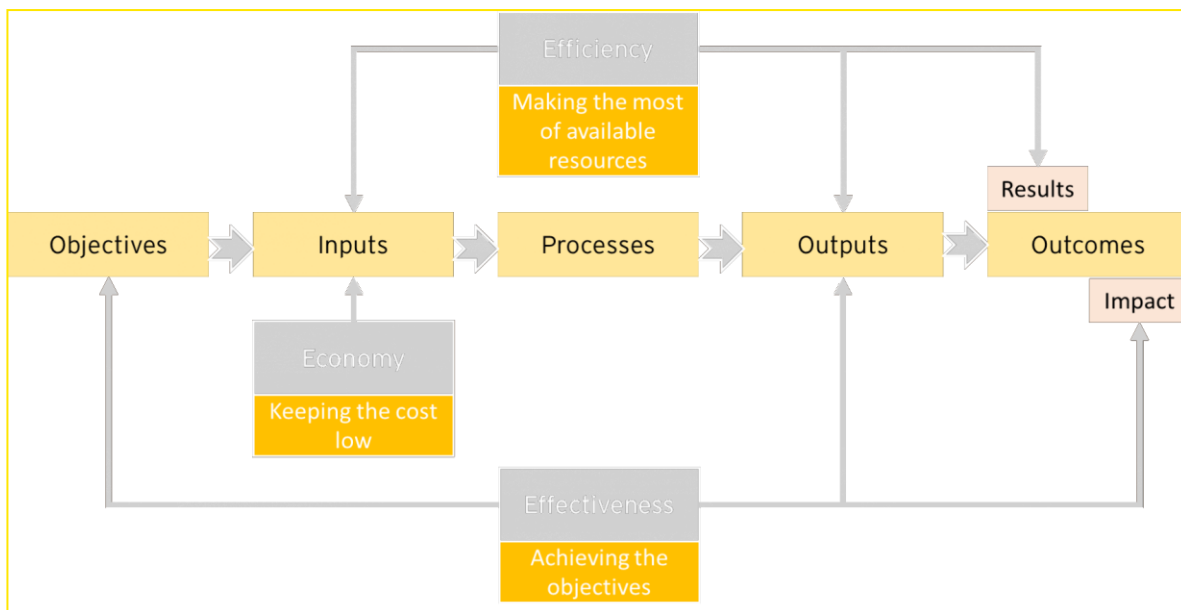 Efficiency
Making the most
of available
resources
Results
Objectives
Inputs
Processes
Outputs
Outcomes
Impact
Economy
Keeping the cost
low
Effectiveness
Achieving the
objectives